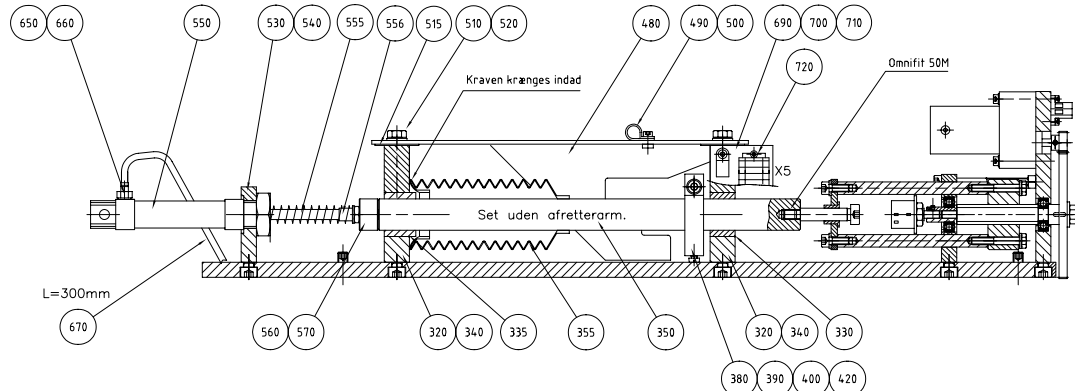 650 660 550 530 540 555 556 515 510 520 480 490 500 690 700 710
720
Omnifit 50M
Kraven krænges indad
X5
Set uden afretterarm.
L=300mm
670 560 570 320 340 335 355 350 320 340 330
380 390 400 420